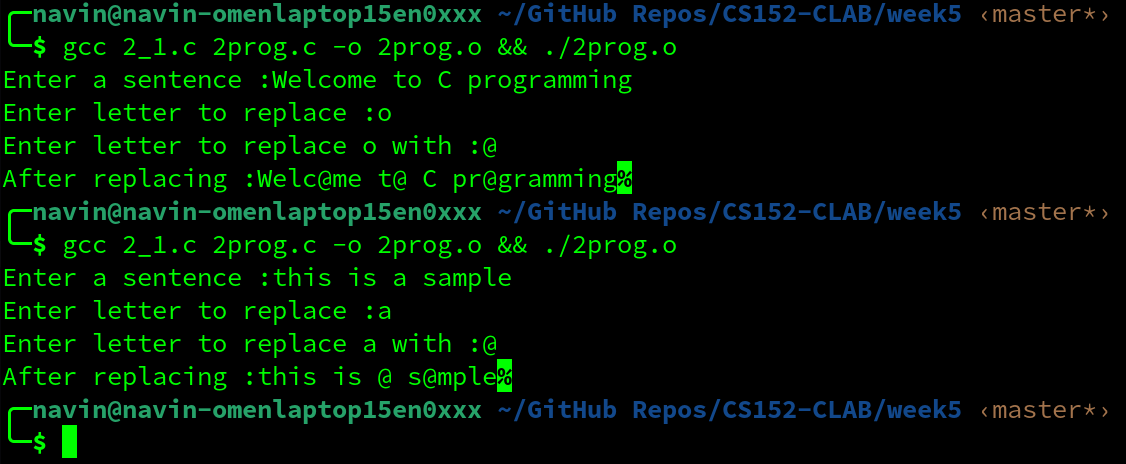 ╭─navin@navin-omenlaptop15en0xxx ~/GitHub Repos/CS152-CLAB/week5 ‹master*›
╰─$ gcc 2_1.c 2prog.c -o 2prog.o && ./2prog.o
Enter a sentence :Welcome to C programming
Enter letter to replace :o
Enter letter to replace o with :@
After replacing :Welc@me t@ C pr@gramming%
╭─navin@navin-omenlaptop15en0xxx ~/GitHub Repos/CS152-CLAB/week5 ‹master*›
╰─$ gcc 2_1.c 2prog.c -o 2prog.o && ./2prog.o
Enter a sentence :this is a sample
Enter letter to replace :a
Enter letter to replace a with :@
After replacing :this is @ s@mple%
╭─navin@navin-omenlaptop15en0xxx ~/GitHub Repos/CS152-CLAB/week5 ‹master*›
╰─$